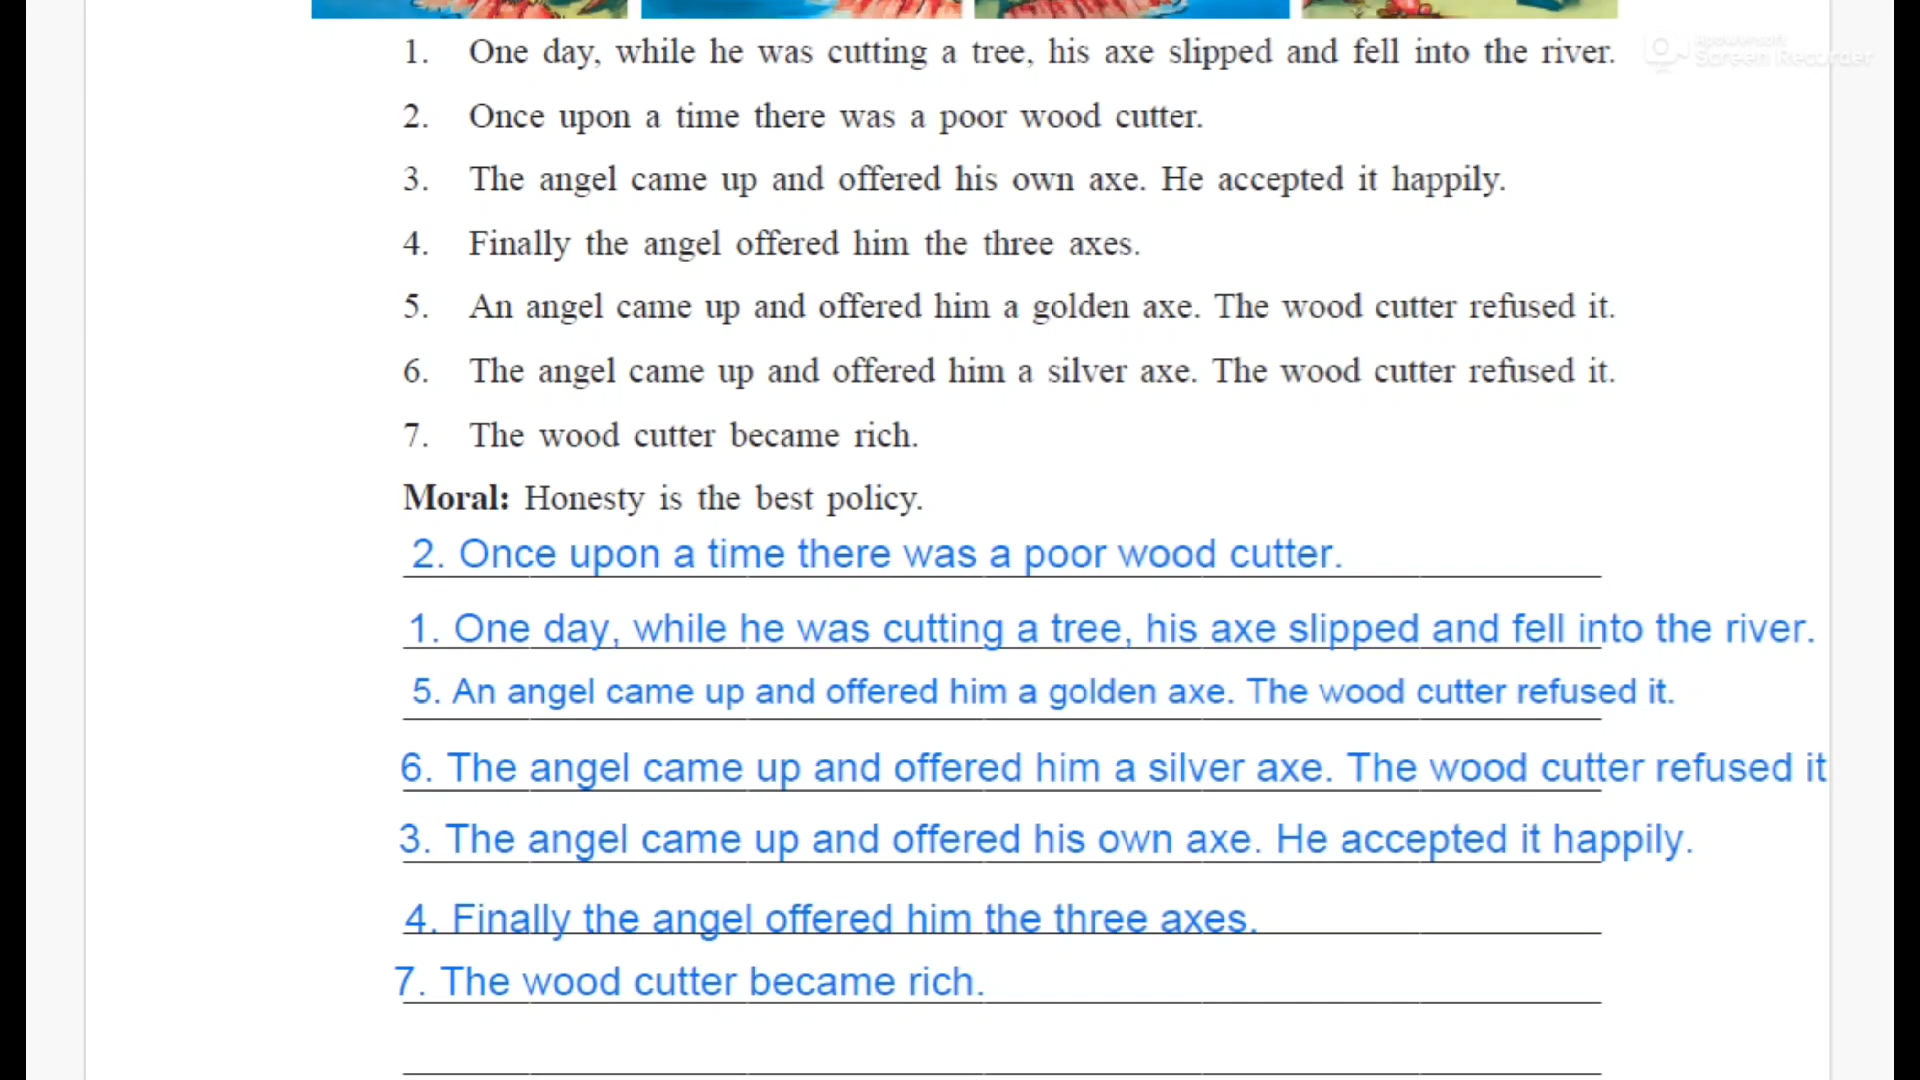 1. One day, while he was cutting a tree, his axe slipped and fell into the river.
Apowersoft
Screen Recorder
2. Once upon a time there was a poor wood cutter.
3. The angel came up and offered his own axe. He accepted it happily.
4. Finally the angel offered him the three axes.
5. An angel came up and offered him a golden axe. The wood cutter refused it.
6. The angel came up and offered him a silver axe. The wood cutter refused it.
7. The wood cutter became rich.
Moral: Honesty is the best policy.
2. Once upon a time there was a poor wood cutter.
1. One day, while he was cutting a tree, his axe slipped and fell into the river.
5. An angel came up and offered him a golden axe. The wood cutter refused it.
6. The angel came up and offered him a silver axe. The wood cutter refused it
3. The angel came up and offered his own axe. He accepted it happily.
4. Finally the angel offered him the three axes.
7. The wood cutter became rich.